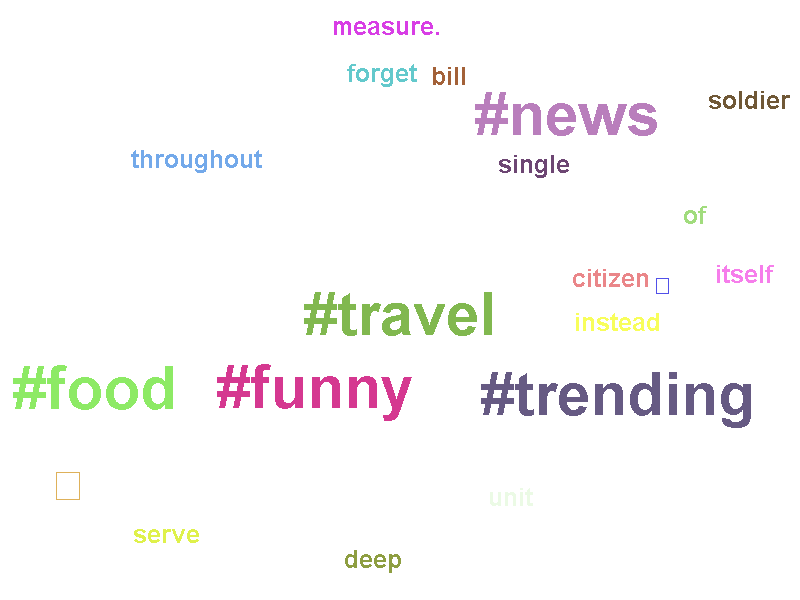 measure.
forget bill
#news soldier
throughout single
of
citizen itself
#travel instead
#food #funny #trending
unit
serve
deep